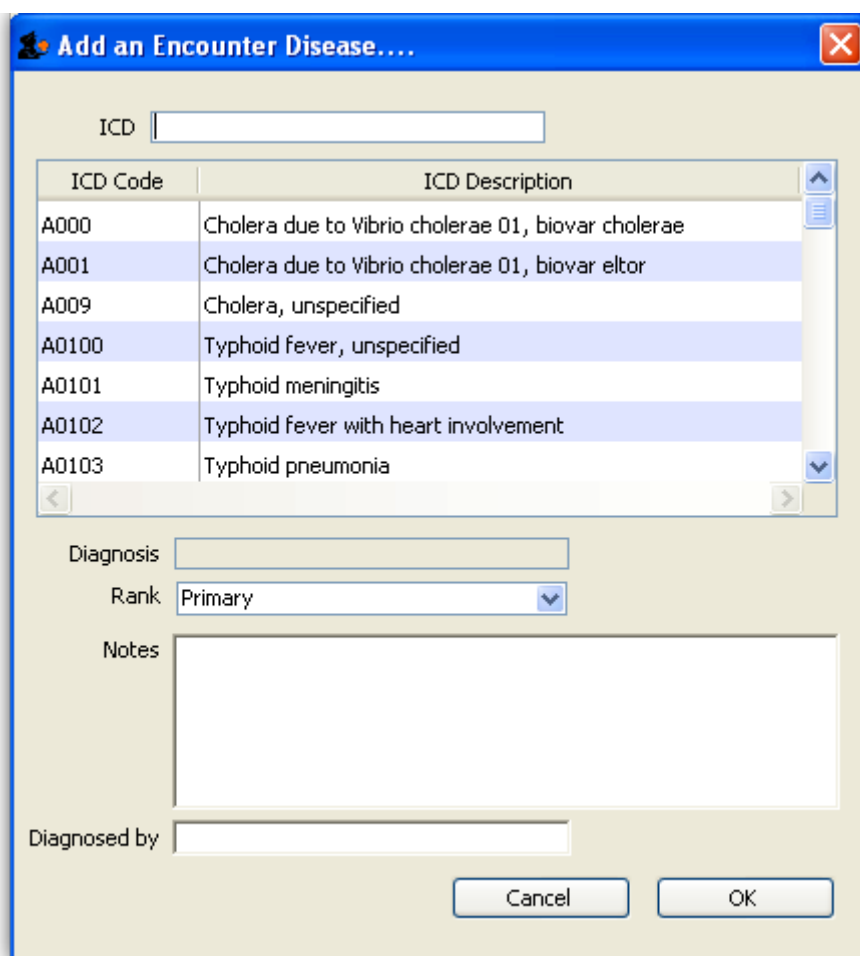 Add an Encounter Disease....
ICD
ICD Code ICD Description
A000 Cholera due to Vibrio cholerae 01, biovar cholerae
A001 Cholera due to Vibrio cholerae 01, biovar eltor
A009 Cholera, unspecified
A0100 Typhoid fever, unspecified
A0101 Typhoid meningitis
A0102 Typhoid fever with heart involvement
A0103 Typhoid pneumonia
Diagnosis
Rank Primary
Notes
Diagnosed by
Cancel OK